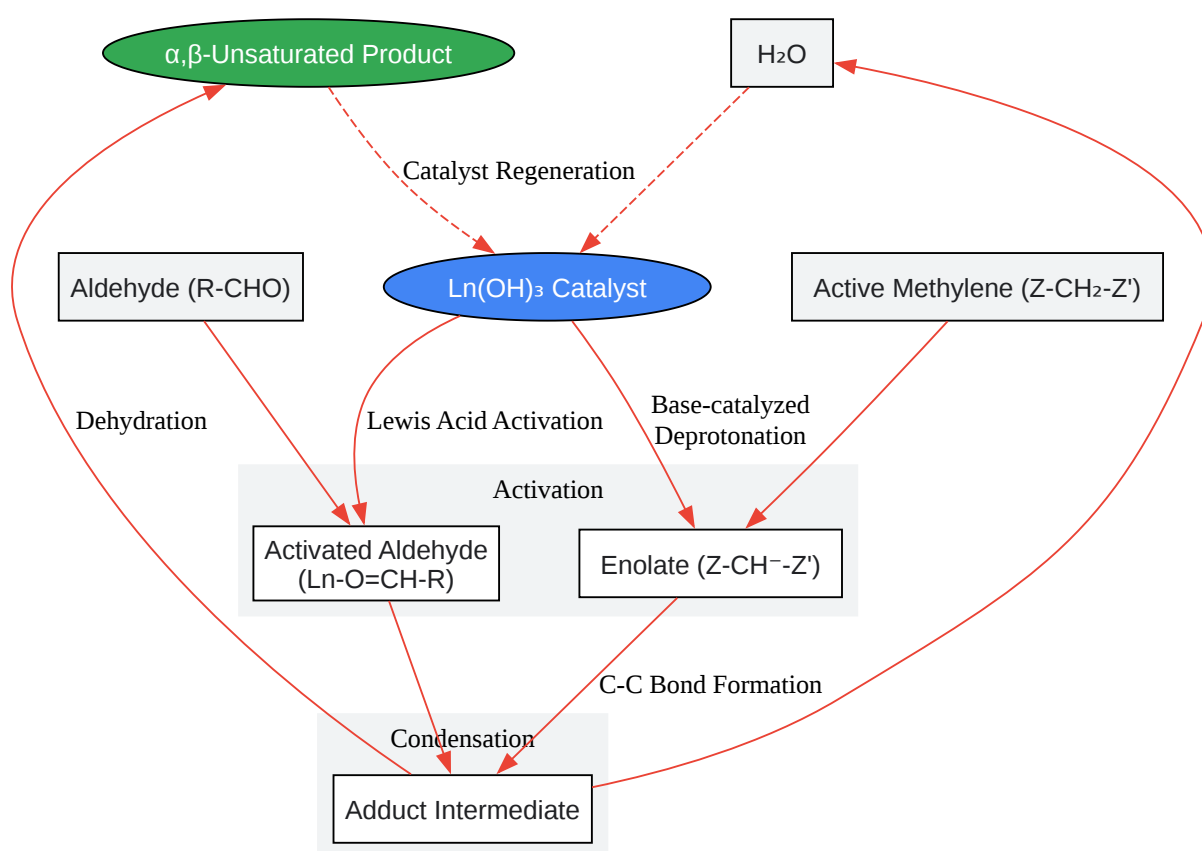 α,β-Unsaturated Product
H₂O
Catalyst Regeneration
Aldehyde (R-CHO)
Ln(OH)₃ Catalyst
Active Methylene (Z-CH₂-Z')
Dehydration
Lewis Acid Activation
Base-catalyzed
Deprotonation
Activation
Activated Aldehyde
(Ln-O=CH-R)
Enolate (Z-CH⁻-Z')
C-C Bond Formation
Condensation
Adduct Intermediate